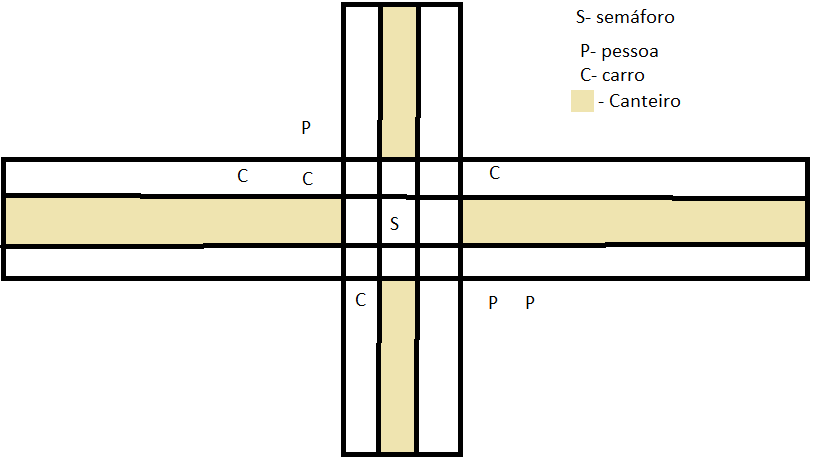 S- semáforo
P- pessoa
C- carro
- Canteiro
P
C
C
C
S
C
P P